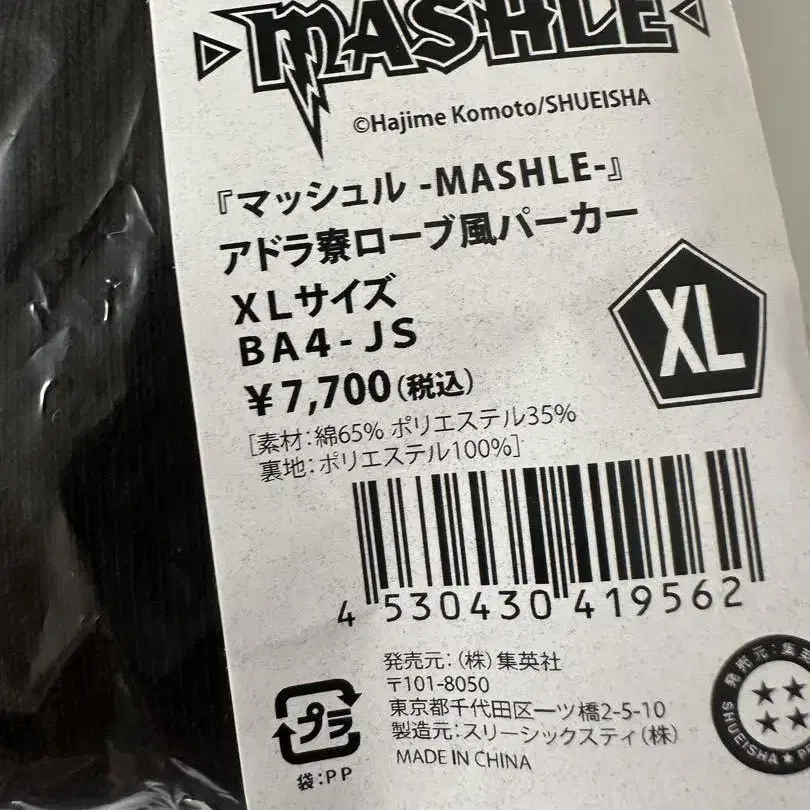 MASHLE
©Hajime Komoto/SHUEISHA
『マッシュル -MASHLE-』
アドラ寮ローブ風パーカー
XLサイズ
BA4-JS
¥7,700(税込)
XL
[素材:綿65% ポリエステル35%
裏地:ポリエステル100%]
4 530430 419562
発売元:(株)集英社
〒101-8050
東京都千代田区一ツ橋2-5-10
製造元:スリーシックスティ(株)
MADE IN CHINA
プラ
袋:PP
発売元:集英
SHUEISHA